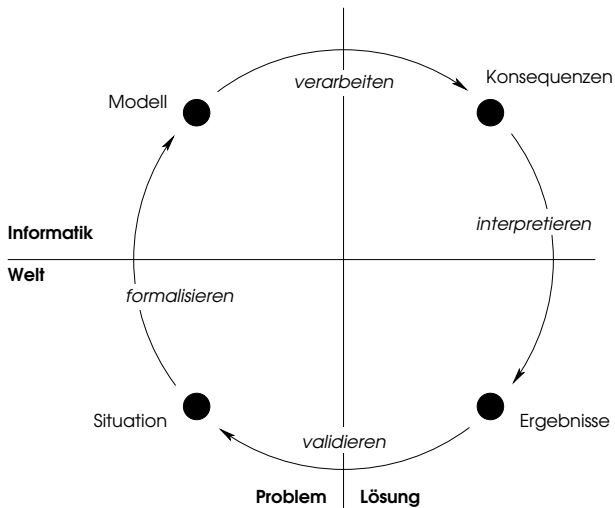 verarbeiten
Konsequenzen
Modell
interpretieren
Informatik
Welt
formalisieren
Situation
Ergebnisse
validieren
Problem
Lösung